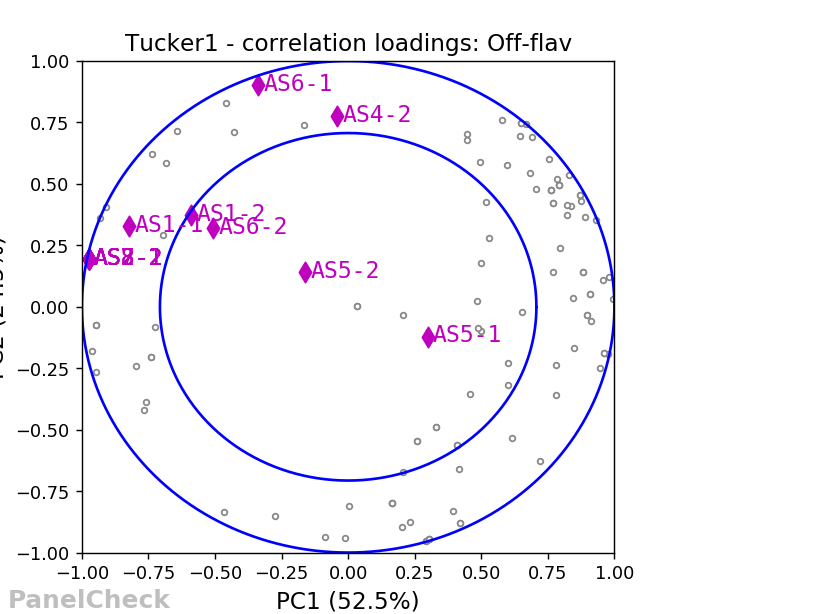 Tucker1 - correlation loadings: Off-flav
1.00
AS6-1
AS4-2
0.75
0.50
AS1-2
AS1-1
AS6-2
0.25
AS5-2
0.00
AS5-1
−0.25
−0.50
−0.75
−1.00
−1.00 −0.75 −0.50 −0.25 0.00 0.25 0.50 0.75 1.00
PC1 (52.5%)
PanelCheck